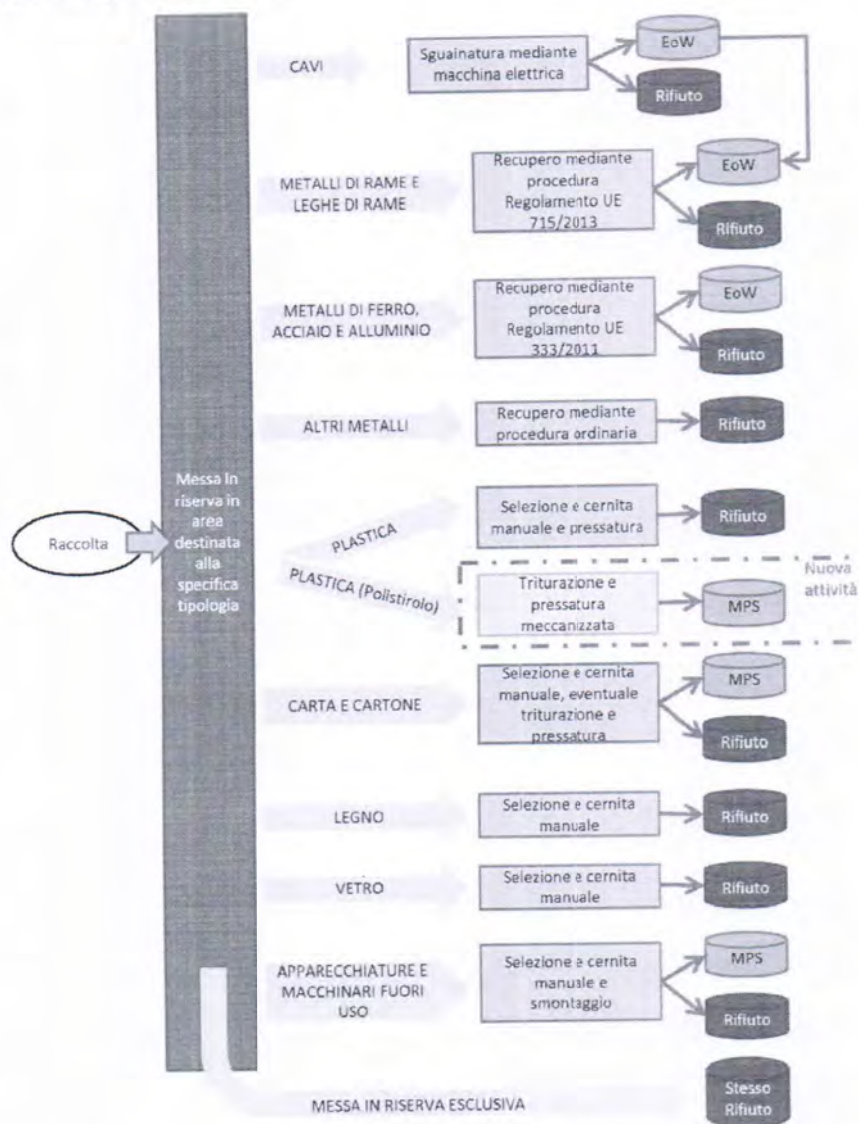 CAVI
Sguainatura mediante
macchina elettrica
EoW
Rifiuto
METALLI DI RAME E
LEGHE DI RAME
Recupero mediante
procedura
Regolamento UE
715/2013
EoW
Rifiuto
METALLI DI FERRO,
ACCIAIO E ALLUMINIO
Recupero mediante
procedura
Regolamento UE
333/2011
EoW
Rifiuto
ALTRI METALLI
Recupero mediante
procedura ordinaria
Rifiuto
Raccolta
Messa In
riserva in
area
destinata
alla
specifica
tipologia
PLASTICA
Selezione e cernita
manuale e pressatura
Rifiuto
PLASTICA (Polistirolo)
Triturazione e
pressatura
meccanizzata
MPS
Nuova
attività
CARTA E CARTONE
Selezione e cernita
manuale, eventuale
triturazione e
pressatura
MPS
Rifiuto
LEGNO
Selezione e cernita
manuale
Rifiuto
VETRO
Selezione e cernita
manuale
Rifiuto
APPARECCHIATURE E
MACCHINARI FUORI
USO
Selezione e cernita
manuale e
smontaggio
MPS
Rifiuto
MESSA IN RISERVA ESCLUSIVA
Stesso
Rifiuto